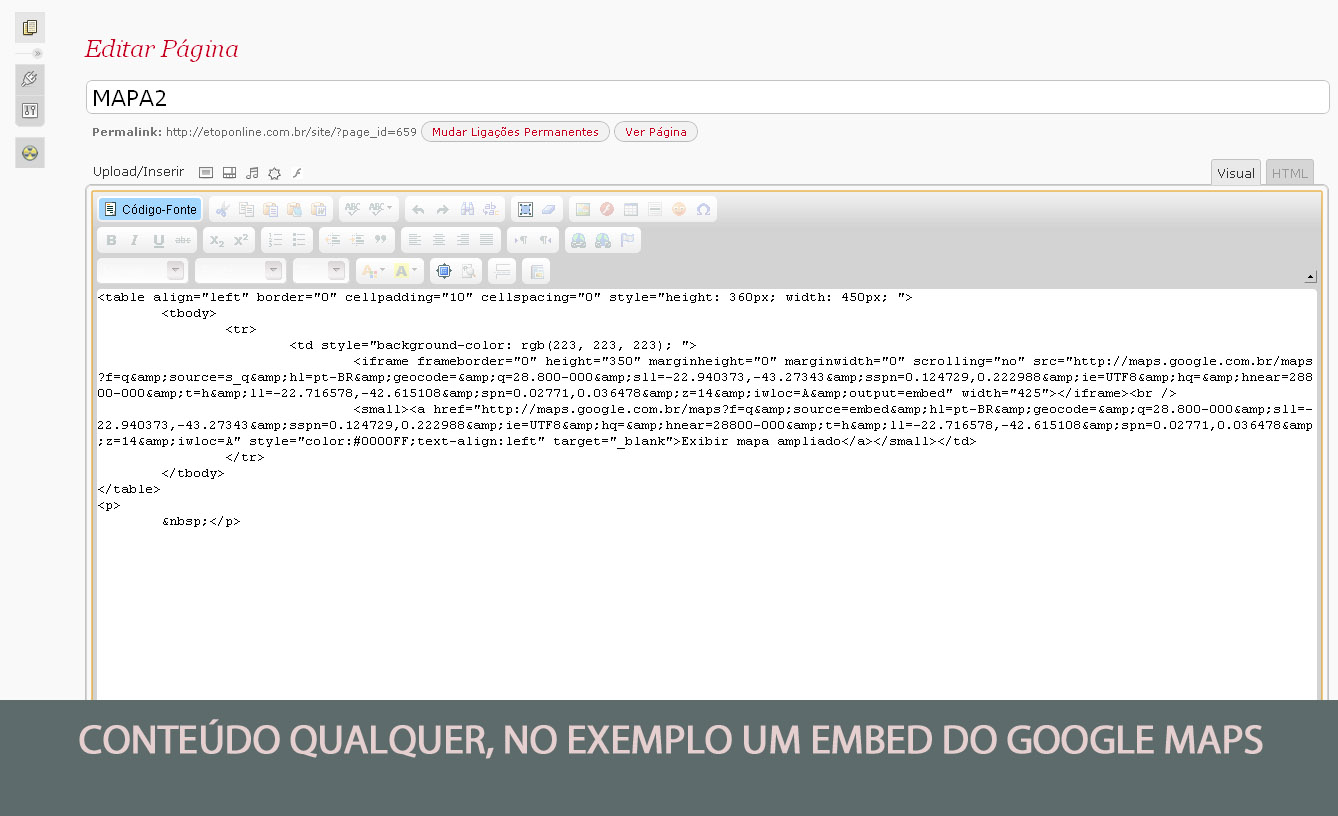 Editar Página
MAPA2
Permalink: http://etoponline.com.br/site/?page_id=659 Mudar Ligações Permanentes Ver Página
Upload/Inserir
Visual HTML
Código-Fonte
<table align="left" border="0" cellpadding="10" cellspacing="0" style="height: 360px; width: 450px; ">
<tbody>
<tr>
<td style="background-color: rgb(223, 223, 223); ">
<iframe frameborder="0" height="350" marginheight="0" marginwidth="0" scrolling="no" src="http://maps.google.com.br/maps
?f=q&amp;source=s_q&amp;hl=pt-BR&amp;geocode=&amp;q=28.800-000&amp;sll=-22.940373,-43.27343&amp;sspn=0.124729,0.222988&amp;ie=UTF8&amp;hq=&amp;hnear=288
00-000&amp;t=h&amp;ll=-22.716578,-42.615108&amp;spn=0.02771,0.036478&amp;z=14&amp;iwloc=A&amp;output=embed" width="425"></iframe><br />
<small><a href="http://maps.google.com.br/maps?f=q&amp;source=embed&amp;hl=pt-BR&amp;geocode=&amp;q=28.800-000&amp;sll=-
22.940373,-43.27343&amp;sspn=0.124729,0.222988&amp;ie=UTF8&amp;hq=&amp;hnear=28800-000&amp;t=h&amp;ll=-22.716578,-42.615108&amp;spn=0.02771,0.036478&amp
;z=14&amp;iwloc=A" style="color:#0000FF;text-align:left" target="_blank">Exibir mapa ampliado</a></small></td>
</tr>
</tbody>
</table>
<p>
&nbsp;</p>
CONTEÚDO QUALQUER, NO EXEMPLO UM EMBED DO GOOGLE MAPS